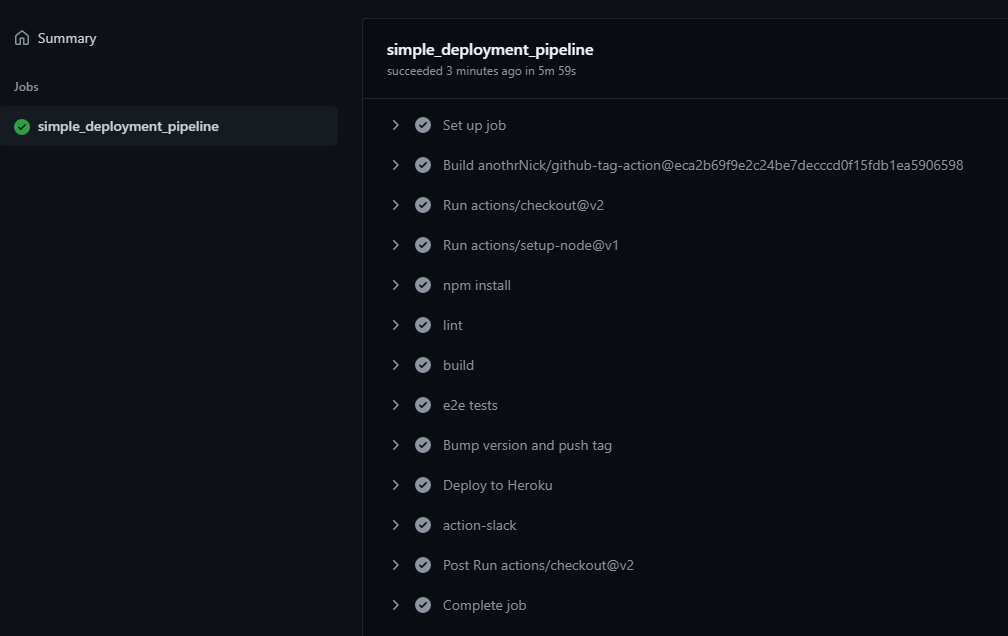 Summary
Jobs
simple_deployment_pipeline
simple_deployment_pipeline
succeeded 3 minutes ago in 5m 59s
Set up job
Build anothrNick/github-tag-action@eca2b69f9e2c24be7decccd0f15fdb1ea5906598
Run actions/checkout@v2
Run actions/setup-node@v1
npm install
lint
build
e2e tests
Bump version and push tag
Deploy to Heroku
action-slack
Post Run actions/checkout@v2
Complete job